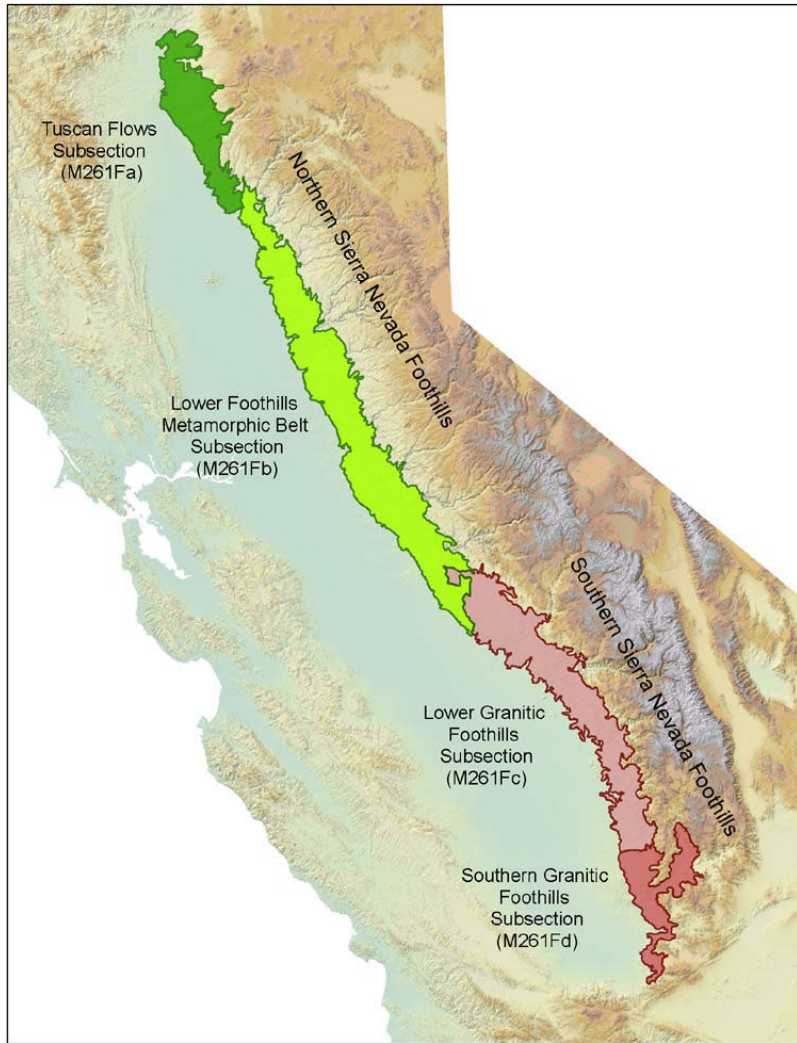 Tuscan Flows
Subsection
(M261Fa)
Northern Sierra Nevada Foothills
Lower Foothills
Metamorphic Belt
Subsection
(M261Fb)
Southern Sierra Nevada Foothills
Lower Granitic
Foothills
Subsection
(M261Fc)
Southern Granitic
Foothills
Subsection
(M261Fd)